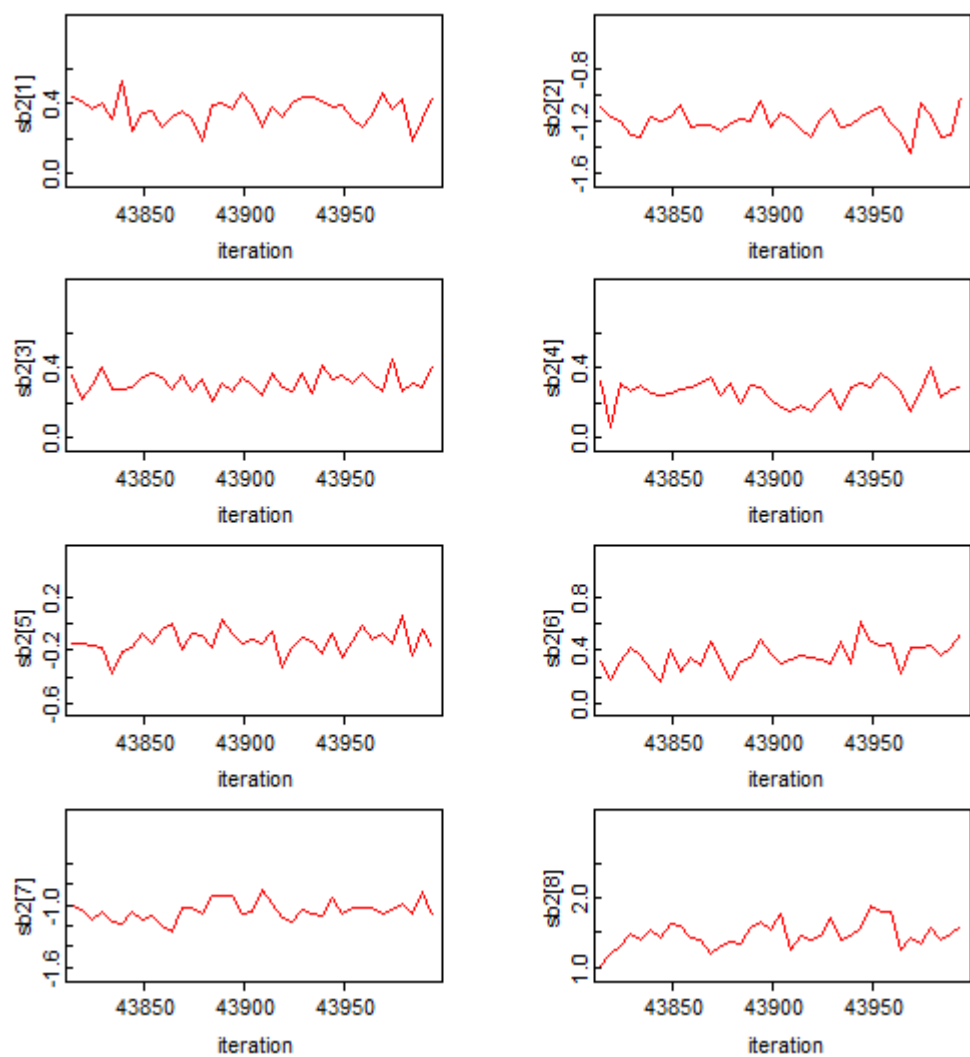 sb2[1]
0.0 0.4
43850 43900 43950
iteration
sb2[2]
-1.6 -1.2 -0.8
43850 43900 43950
iteration
sb2[3]
0.0 0.4
43850 43900 43950
iteration
sb2[4]
0.0 0.4
43850 43900 43950
iteration
sb2[5]
-0.6 -0.2 0.2
43850 43900 43950
iteration
sb2[6]
0.0 0.4 0.8
43850 43900 43950
iteration
sb2[7]
-1.6 -1.0
43850 43900 43950
iteration
sb2[8]
1.0 2.0
43850 43900 43950
iteration